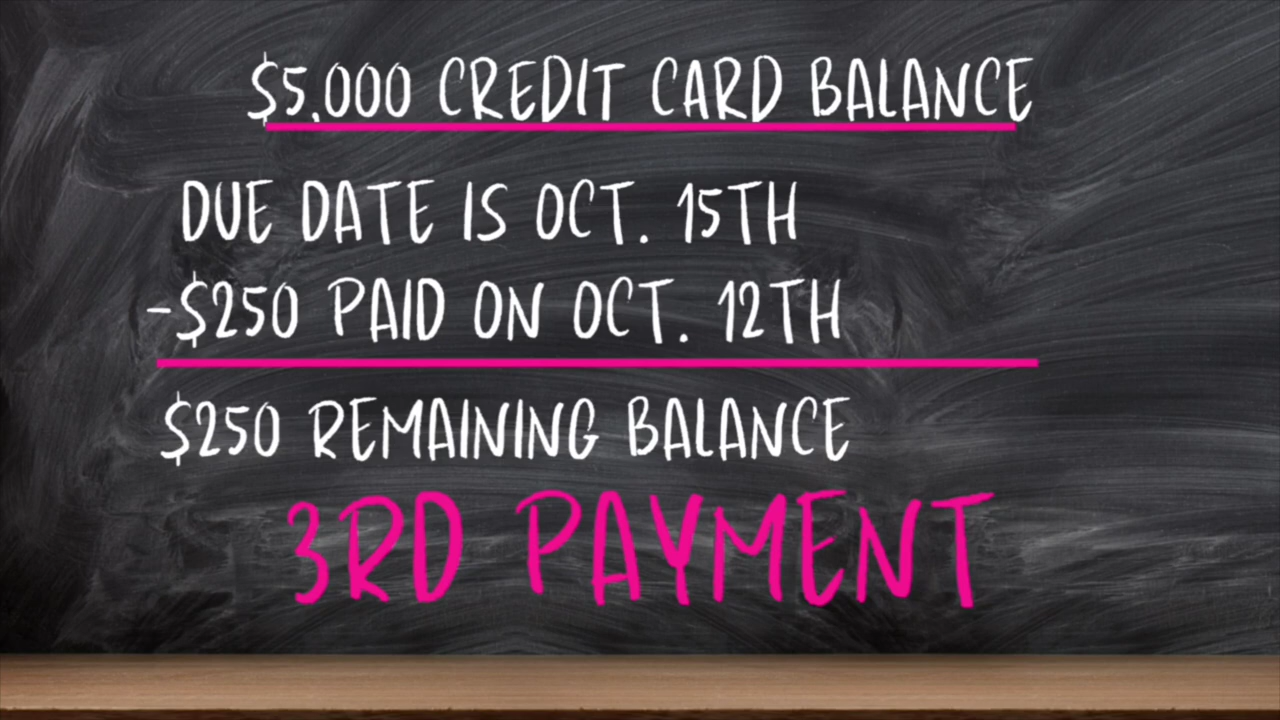 $5,000 CREDIT CARD BALANCE
DUE DATE IS OCT. 15TH
-$250 PAID ON OCT. 12TH
$250 REMAINING BALANCE
3RD PAYMENT